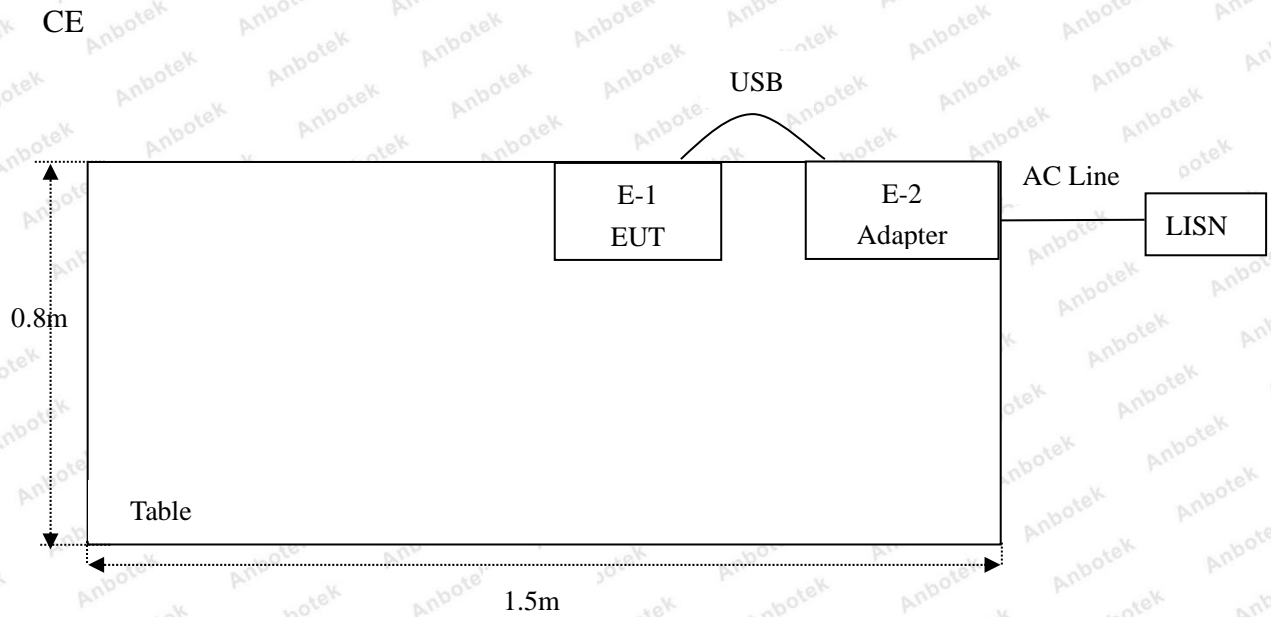 CE
USB
E-1
EUT
E-2
Adapter
AC Line
LISN
0.8m
Table
1.5m